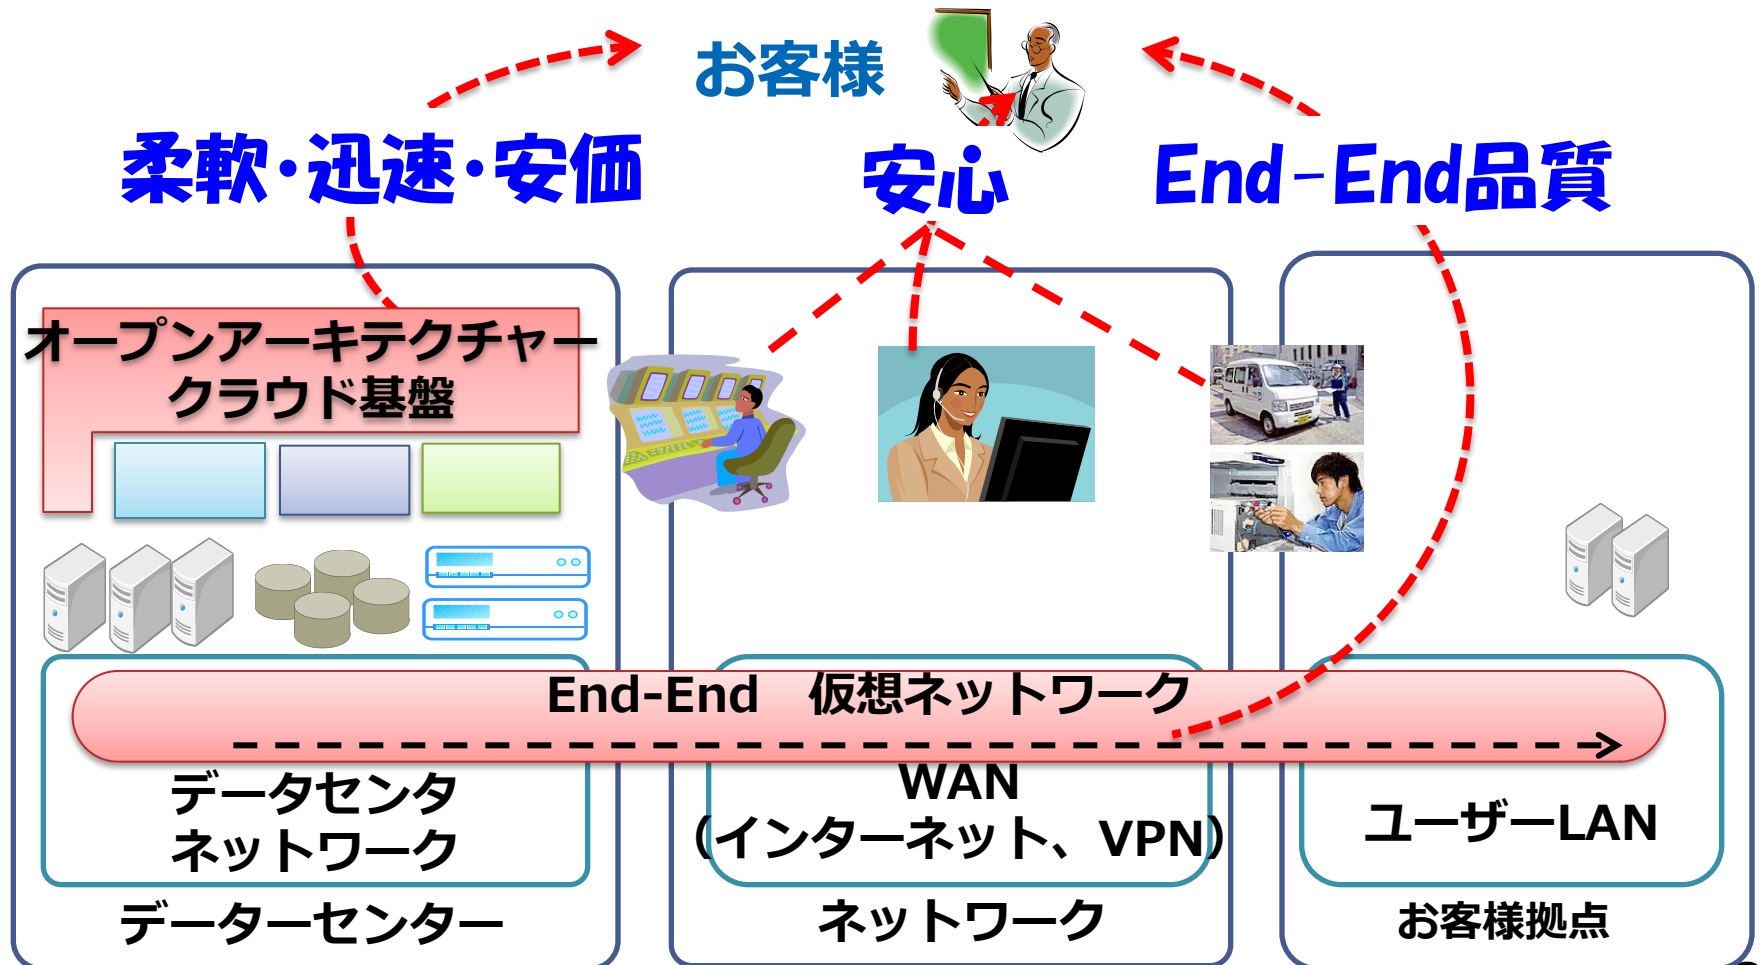 お客様
柔軟・迅速・安価
安心
End-End品質
オープンアーキテクチャー
クラウド基盤
End-End　仮想ネットワーク
データセンタ
ネットワーク
WAN
（インターネット、VPN）
ユーザーLAN
データーセンター
ネットワーク
お客様拠点